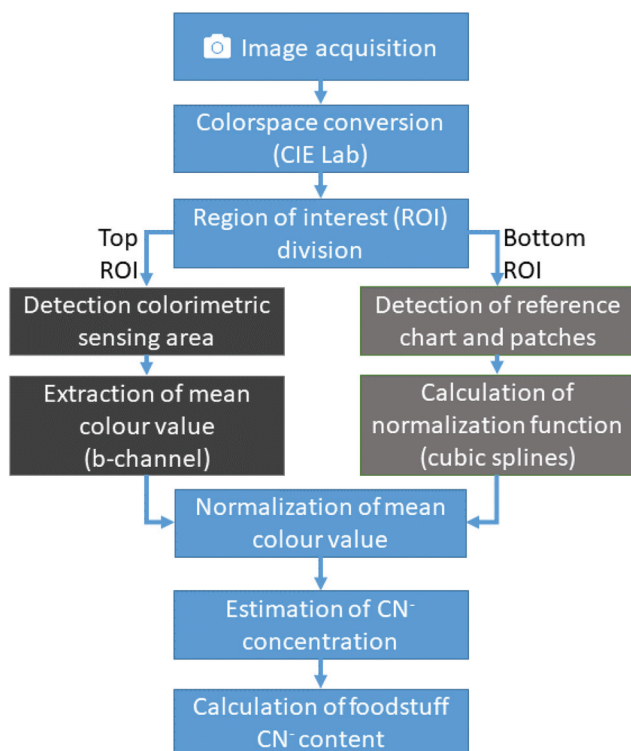 Image acquisition
Colorspace conversion
(CIE Lab)
Region of interest (ROI)
division
Top
ROI
Bottom
ROI
Detection colorimetric
sensing area
Detection of reference
chart and patches
Extraction of mean
colour value
(b-channel)
Calculation of
normalization function
(cubic splines)
Normalization of mean
colour value
Estimation of CN⁻
concentration
Calculation of foodstuff
CN⁻ content